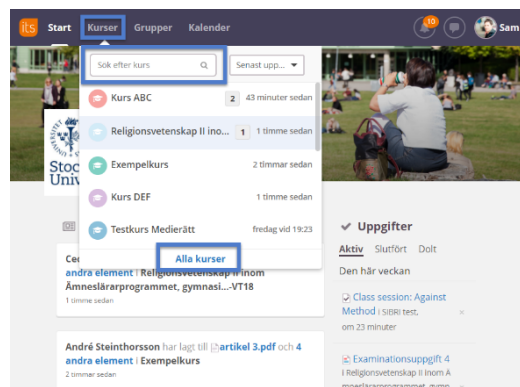 its Start Kurser Grupper Kalender 10 Sam
Sök efter kurs Senast upp...
Kurs ABC 2 43 minuter sedan
Religionsvetenskap II ino... 1 1 timme sedan
Exempelkurs 2 timmar sedan
Kurs DEF 1 timme sedan
Testkurs Medierätt fredag vid 19:23
Alla kurser
Stoc
Univ
andra element i Religionsvetenskap II inom
Ämneslärarprogrammet, gymnasi...-VT18
1 timme sedan
André Steinthorsson har lagt till artikel 3.pdf och 4
andra element i Exempelkurs
2 timmar sedan
Uppgifter
Aktiv Slutfört Dolt
Den här veckan
Class session: Against
Method i SIBRI test,
om 23 minuter
Examinationsuppgift 4
i Religionsvetenskap II inom Ä